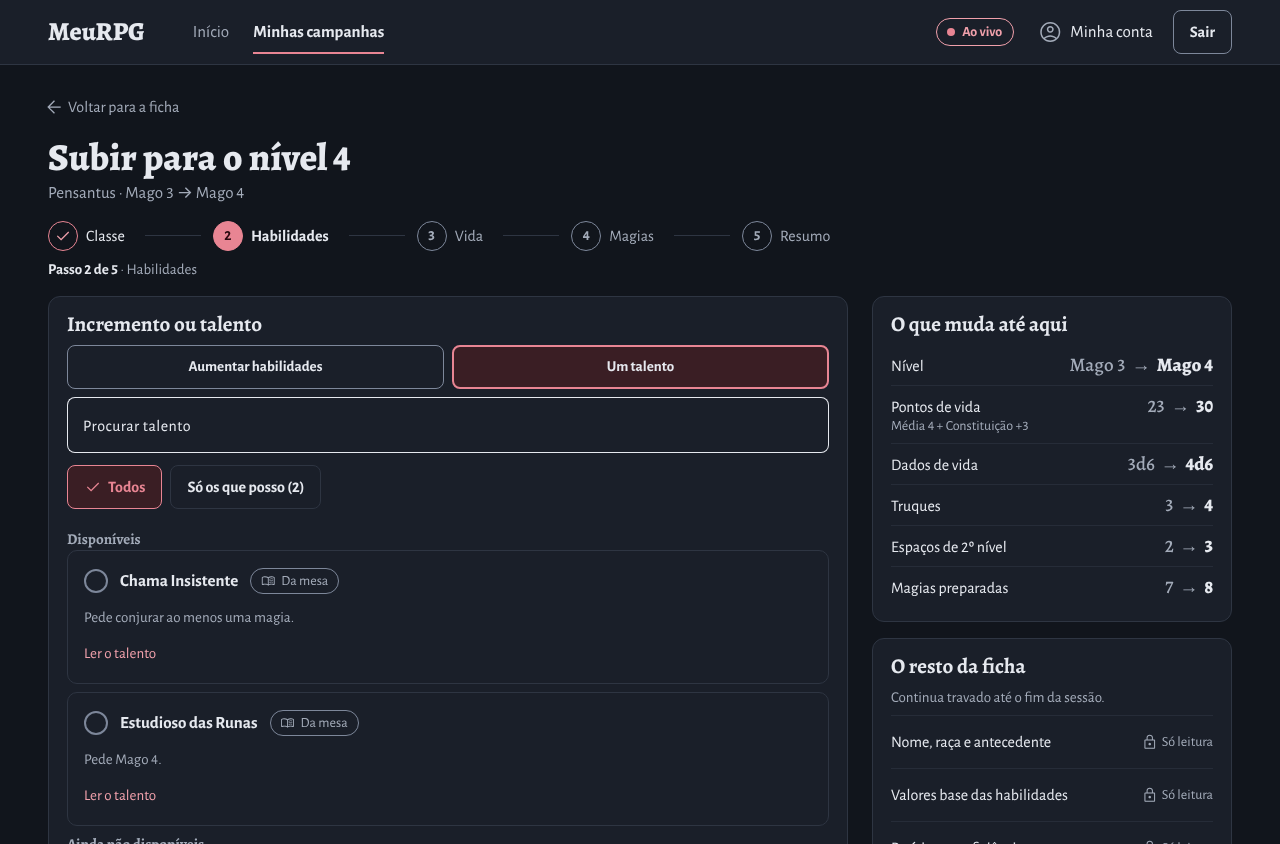 MeuRPG
Início
Minhas campanhas
Ao vivo
Minha conta
Sair
Voltar para a ficha
Subir para o nível 4
Pensantus · Mago 3 → Mago 4
Classe
2 Habilidades
3 Vida
4 Magias
5 Resumo
Passo 2 de 5 · Habilidades
Incremento ou talento
Aumentar habilidades
Um talento
Procurar talento
Todos
Só os que posso (2)
Disponíveis
Chama Insistente
Da mesa
Pede conjurar ao menos uma magia.
Ler o talento
Estudioso das Runas
Da mesa
Pede Mago 4.
Ler o talento
Ainda não disponíveis
O que muda até aqui
Nível Mago 3 → Mago 4
Pontos de vida 23 → 30
Média 4 + Constituição +3
Dados de vida 3d6 → 4d6
Truques 3 → 4
Espaços de 2º nível 2 → 3
Magias preparadas 7 → 8
O resto da ficha
Continua travado até o fim da sessão.
Nome, raça e antecedente Só leitura
Valores base das habilidades Só leitura